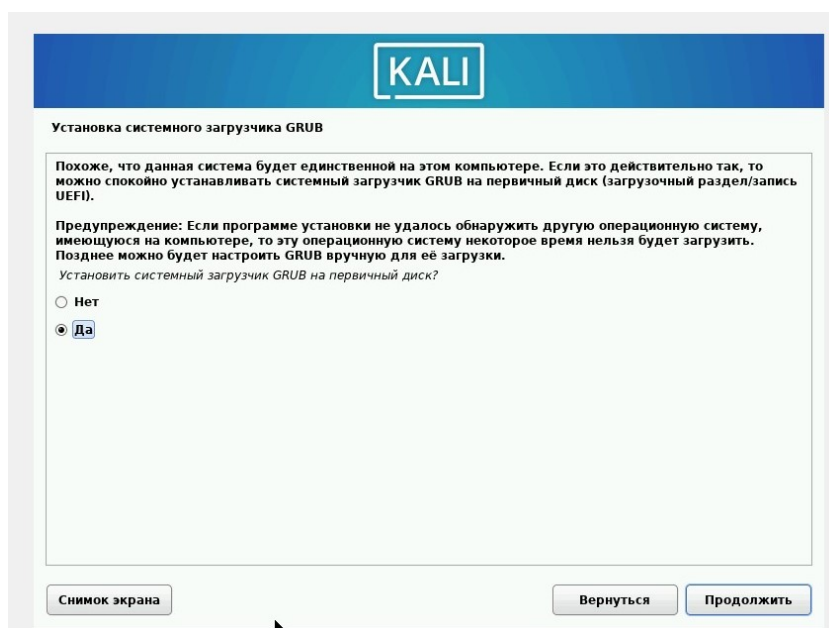 KALI
Установка системного загрузчика GRUB
Похоже, что данная система будет единственной на этом компьютере. Если это действительно так, то
можно спокойно устанавливать системный загрузчик GRUB на первичный диск (загрузочный раздел/запись
UEFI).
Предупреждение: Если программе установки не удалось обнаружить другую операционную систему,
имеющуюся на компьютере, то эту операционную систему некоторое время нельзя будет загрузить.
Позднее можно будет настроить GRUB вручную для её загрузки.
Установить системный загрузчик GRUB на первичный диск?
Нет
Да
Снимок экрана Вернуться Продолжить